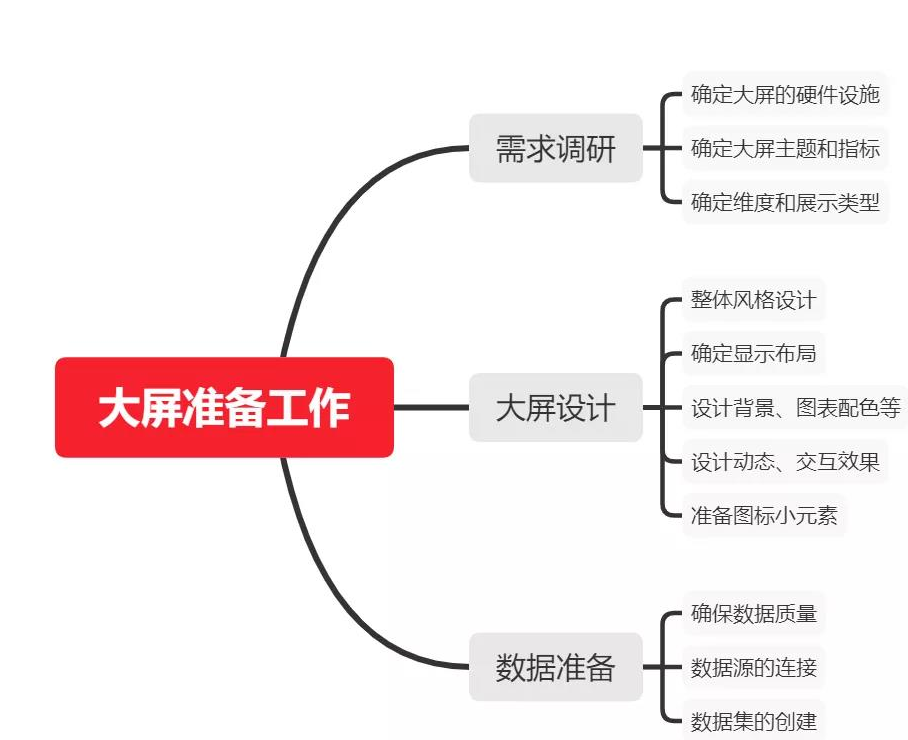 大屏准备工作
需求调研
确定大屏的硬件设施
确定大屏主题和指标
确定维度和展示类型
大屏设计
整体风格设计
确定显示布局
设计背景、图表配色等
设计动态、交互效果
准备图标小元素
数据准备
确保数据质量
数据源的连接
数据集的创建